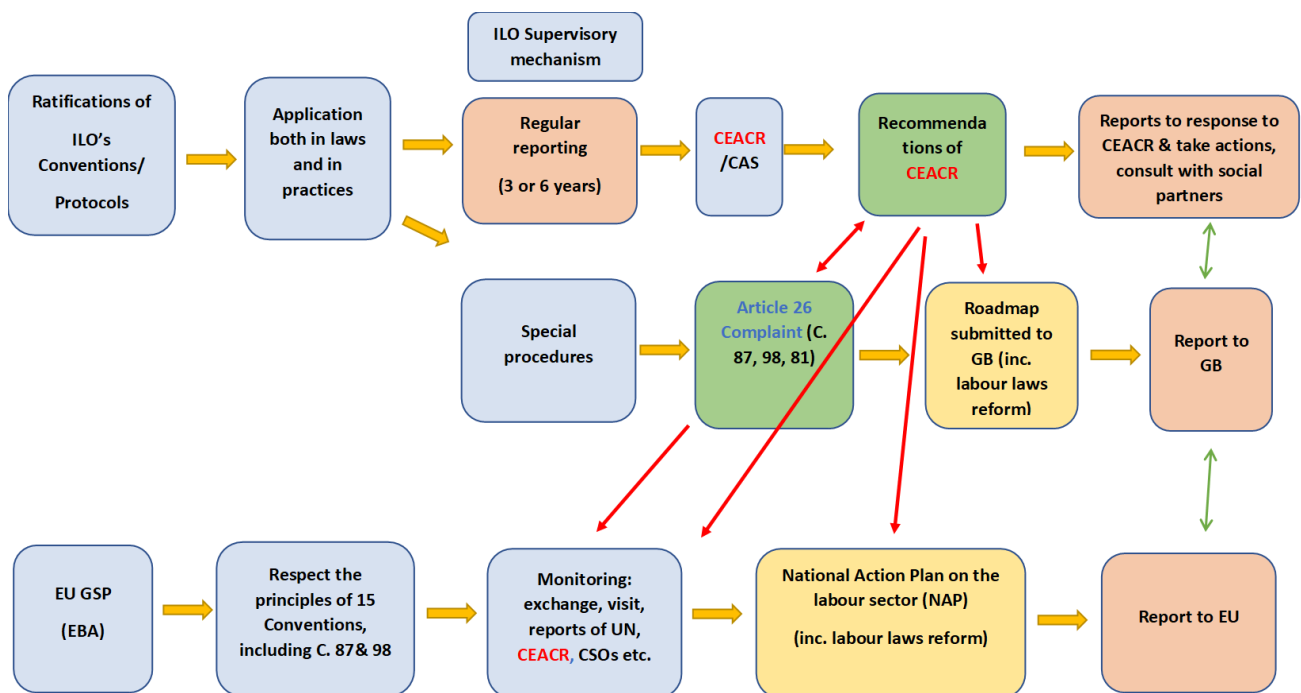 ILO Supervisory
mechanism
Ratifications of
ILO's
Conventions/
Protocols
Application
both in laws
and in
practices
Regular
reporting
(3 or 6 years)
CEACR
/CAS
Recommenda
tions of
CEACR
Reports to response to
CEACR & take actions,
consult with social
partners
Special
procedures
Article 26
Complaint (C.
87, 98, 81)
Roadmap
submitted to
GB (inc.
labour laws
reform)
Report to
GB
EU GSP
(EBA)
Respect the
principles of 15
Conventions,
including C. 87& 98
Monitoring:
exchange, visit,
reports of UN,
CEACR, CSOs etc.
National Action Plan on the
labour sector (NAP)
(inc. labour laws reform)
Report to EU